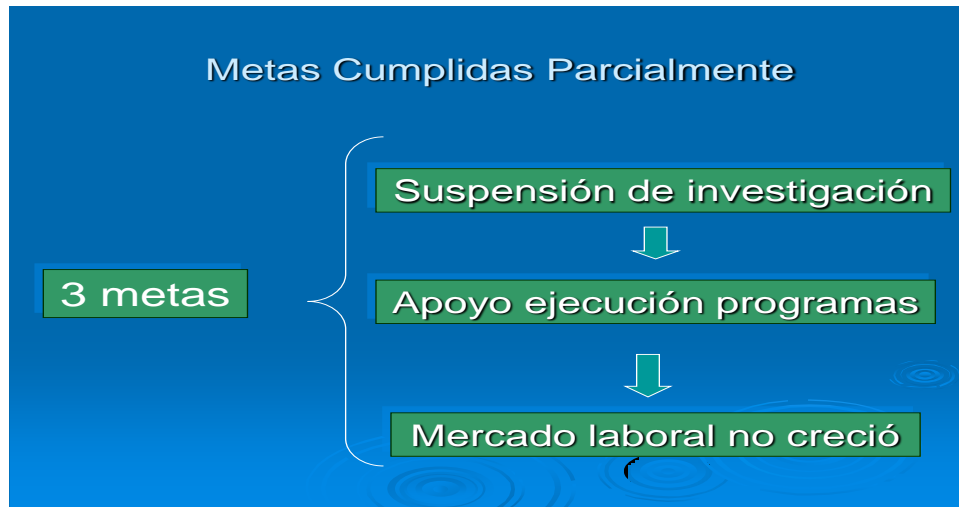 Metas Cumplidas Parcialmente
3 metas
Suspensión de investigación
Apoyo ejecución programas
Mercado laboral no creció